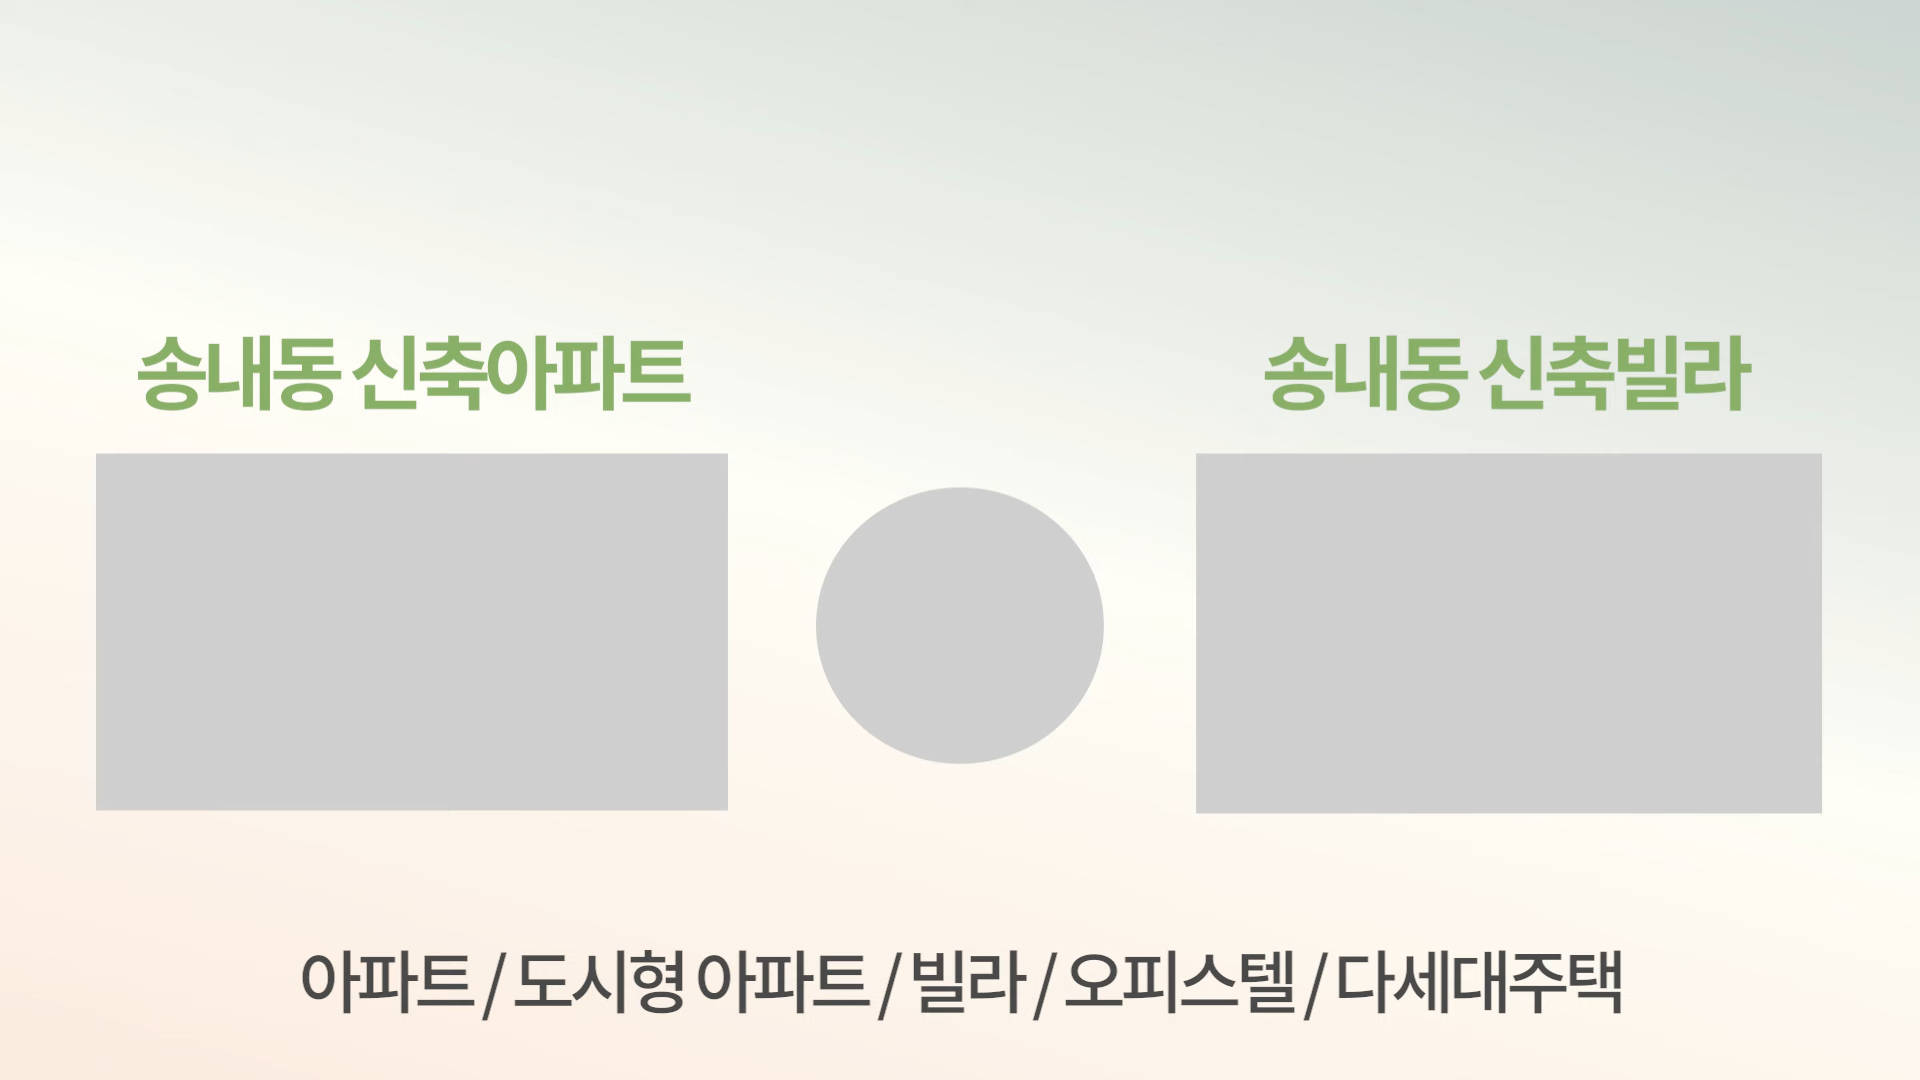 송내동 신축아파트
송내동 신축빌라
아파트 / 도시형 아파트 / 빌라 / 오피스텔 / 다세대주택